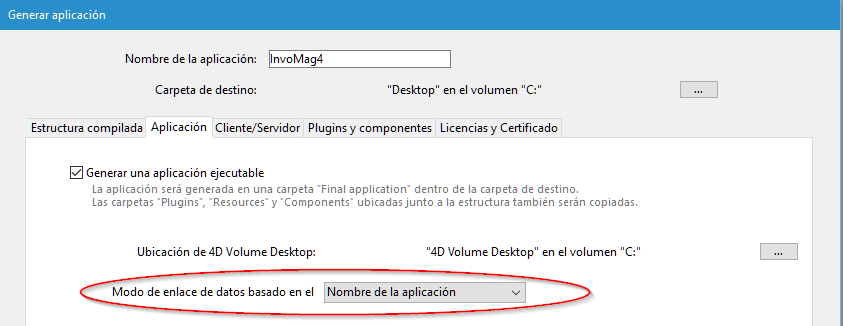 Generar aplicación
Nombre de la aplicación: InvoMag4
Carpeta de destino: "Desktop" en el volumen "C:" ...
Estructura compilada Aplicación Cliente/Servidor Plugins y componentes Licencias y Certificado
Generar una aplicación ejecutable
La aplicación será generada en una carpeta "Final application" dentro de la carpeta de destino.
Las carpetas "Plugins", "Resources" y "Components" ubicadas junto a la estructura también serán copiadas.
Ubicación de 4D Volume Desktop: "4D Volume Desktop" en el volumen "C:" ...
Modo de enlace de datos basado en el Nombre de la aplicación